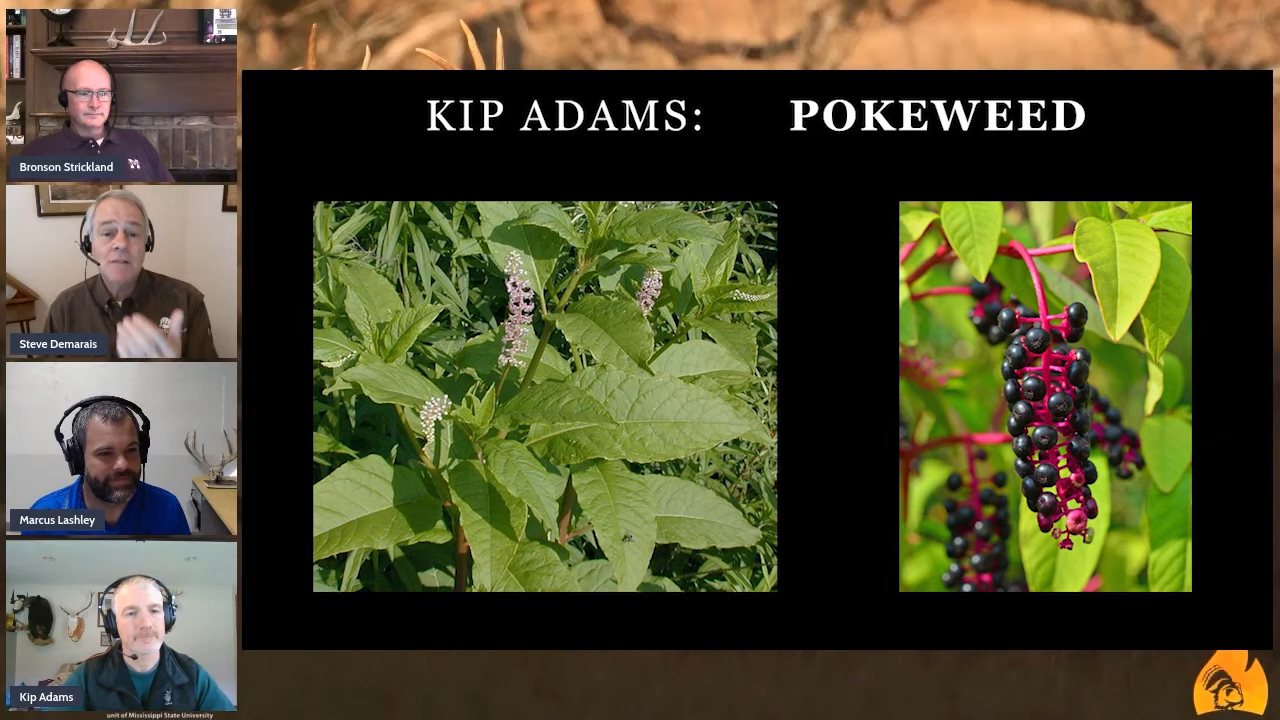 KIP ADAMS: POKEWEED
Bronson Strickland
Steve Demarais
Marcus Lashley
Kip Adams
unit of Mississippi State University